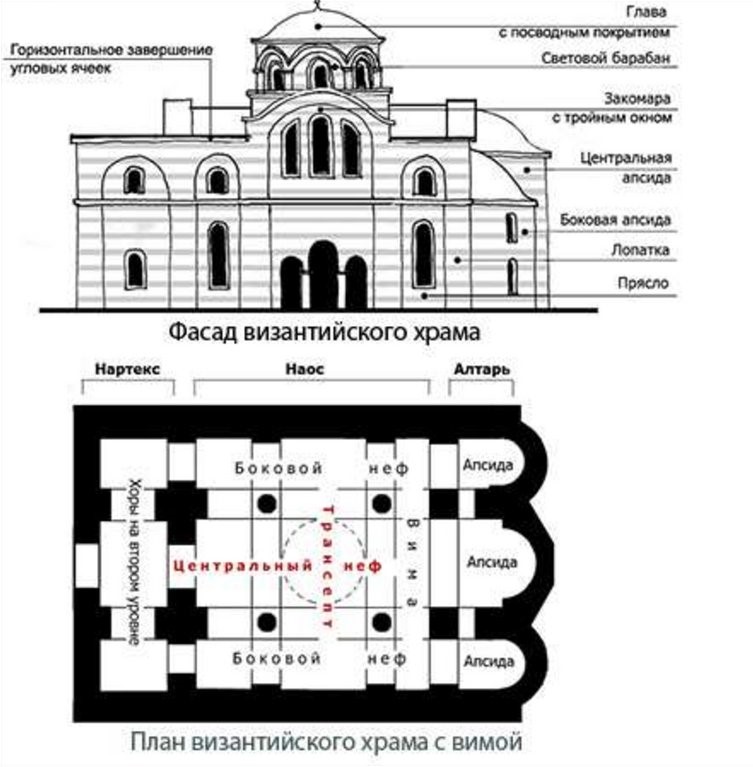 Глава
с посводным покрытием
Горизонтальное завершение
угловых ячеек
Световой барабан
Закомара
с тройным окном
Центральная
апсида
Боковая апсида
Лопатка
Прясло
Фасад византийского храма
Нартекс
Наос
Алтарь
Боковой неф
Апсида
Хоры на втором уровне
Центральный неф
Трансепт
Вима
Апсида
Боковой неф
Апсида
План византийского храма с вимой